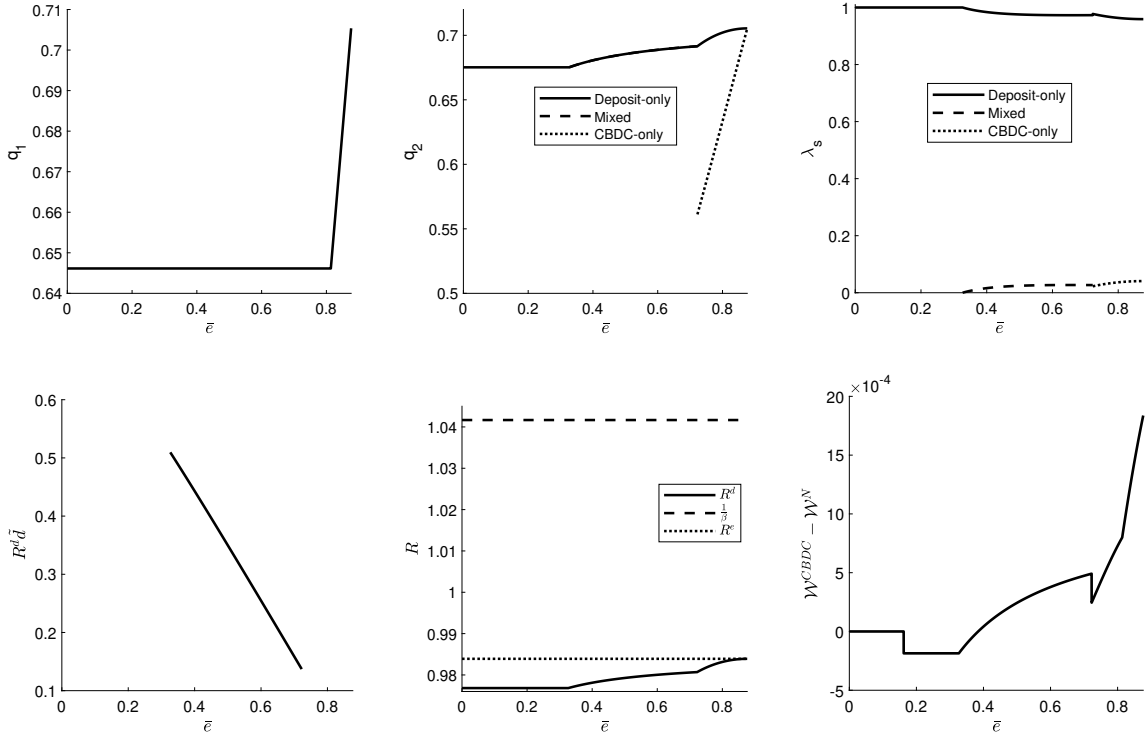 0.71
0.7
0.69
0.68
0.67
0.66
0.65
0.64
q₁
0 0.2 0.4 0.6 0.8
e̅
0.7
0.65
0.6
0.55
0.5
q₂
Deposit-only
Mixed
CBDC-only
0 0.2 0.4 0.6 0.8
e̅
1
0.8
0.6
0.4
0.2
0
λₛ
Deposit-only
Mixed
CBDC-only
0 0.2 0.4 0.6 0.8
e̅
0.6
0.5
0.4
0.3
0.2
0.1
R^d d̃
0 0.2 0.4 0.6 0.8
e̅
1.04
1.03
1.02
1.01
1
0.99
0.98
R
R^d
1/β
R^e
0 0.2 0.4 0.6 0.8
e̅
×10⁻⁴
20
15
10
5
0
-5
𝒲^CBDC − 𝒲^N
0 0.2 0.4 0.6 0.8
e̅